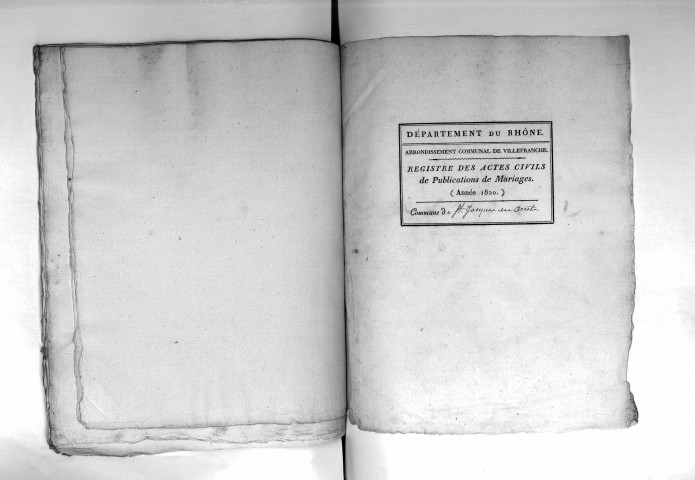 DÉPARTEMENT DU RHÔNE.
ARRONDISSEMENT COMMUNAL DE VILLEFRANCHE.
REGISTRE DES ACTES CIVILS
de Publications de Mariages.
(Année 1820.)
Commune de St. Jacques des Arrêts